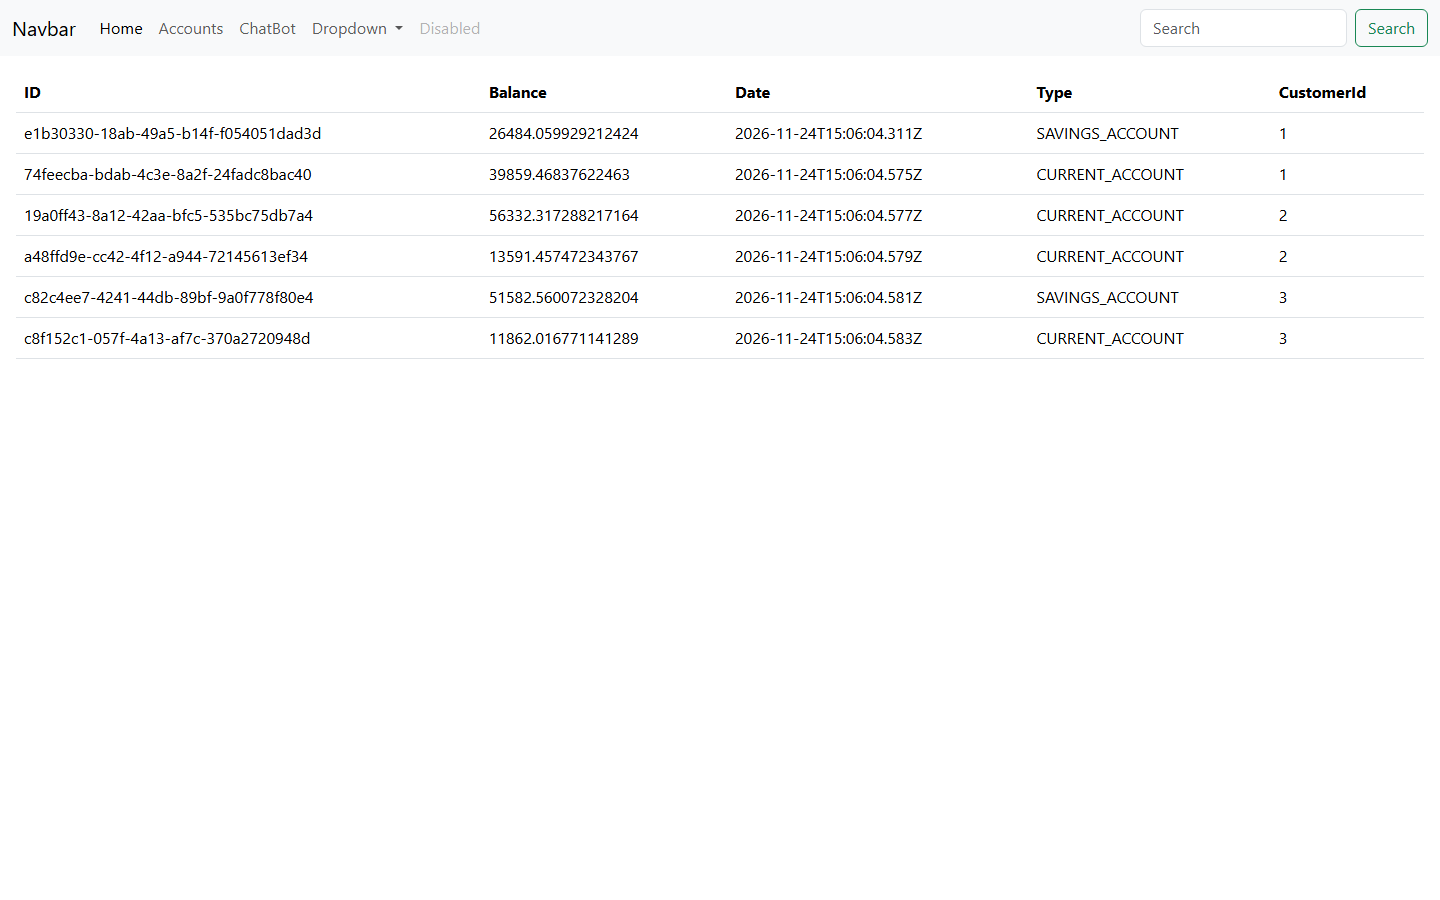 Navbar Home Accounts ChatBot Dropdown Disabled Search Search
ID Balance Date Type CustomerId
e1b30330-18ab-49a5-b14f-f054051dad3d 26484.059929212424 2026-11-24T15:06:04.311Z SAVINGS_ACCOUNT 1
74feecba-bdab-4c3e-8a2f-24fadc8bac40 39859.46837622463 2026-11-24T15:06:04.575Z CURRENT_ACCOUNT 1
19a0ff43-8a12-42aa-bfc5-535bc75db7a4 56332.317288217164 2026-11-24T15:06:04.577Z CURRENT_ACCOUNT 2
a48ffd9e-cc42-4f12-a944-72145613ef34 13591.457472343767 2026-11-24T15:06:04.579Z CURRENT_ACCOUNT 2
c82c4ee7-4241-44db-89bf-9a0f778f80e4 51582.560072328204 2026-11-24T15:06:04.581Z SAVINGS_ACCOUNT 3
c8f152c1-057f-4a13-af7c-370a2720948d 11862.016771141289 2026-11-24T15:06:04.583Z CURRENT_ACCOUNT 3